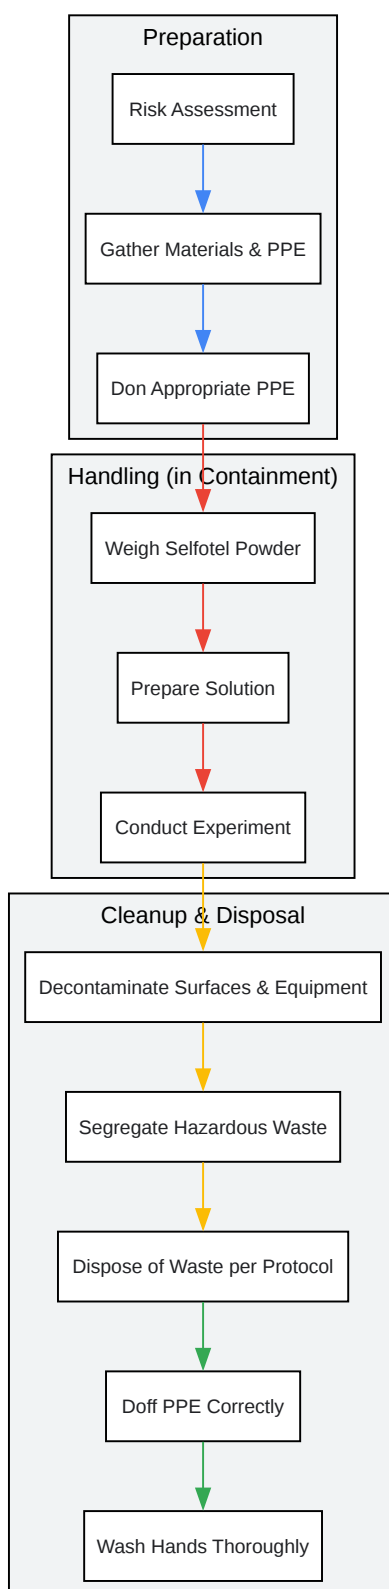 Preparation
Risk Assessment
Gather Materials & PPE
Don Appropriate PPE
Handling (in Containment)
Weigh Selfotel Powder
Prepare Solution
Conduct Experiment
Cleanup & Disposal
Decontaminate Surfaces & Equipment
Segregate Hazardous Waste
Dispose of Waste per Protocol
Doff PPE Correctly
Wash Hands Thoroughly